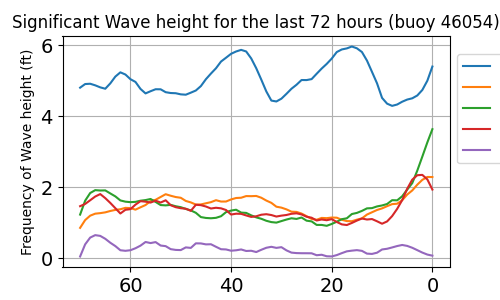 Significant Wave height for the last 72 hours (buoy 46054)
Frequency of Wave height (ft)
6
4
2
0
60 40 20 0